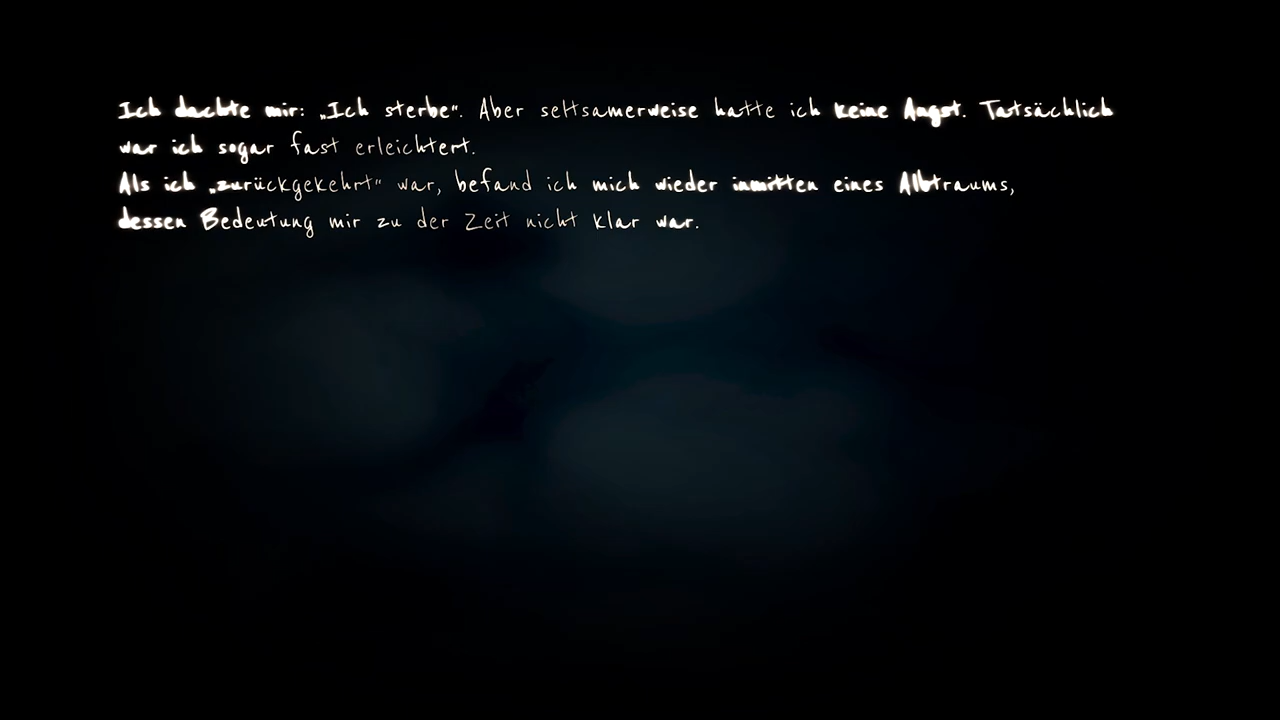 Ich dachte mir: „Ich sterbe“. Aber seltsamerweise hatte ich keine Angst. Tatsächlich
war ich sogar fast erleichtert.
Als ich „zurückgekehrt“ war, befand ich mich wieder inmitten eines Albtraums,
dessen Bedeutung mir zu der Zeit nicht klar war.